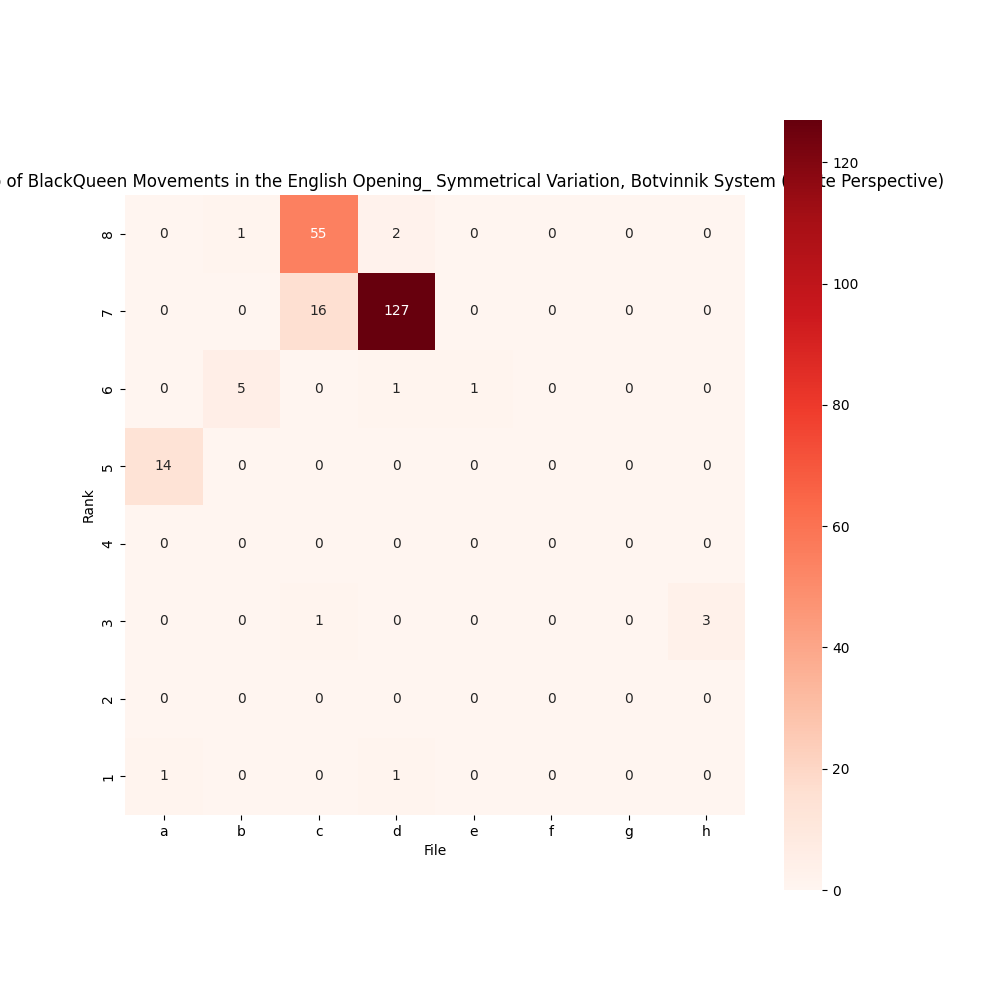 of BlackQueen Movements in the English Opening_ Symmetrical Variation, Botvinnik System ( Perspective)
120
8 0 1 55 2 0 0 0 0
100
7 0 0 16 127 0 0 0 0
80
6 0 5 0 1 1 0 0 0
5 14 0 0 0 0 0 0 0
60
Rank
4 0 0 0 0 0 0 0 0
40
3 0 0 1 0 0 0 0 3
2 0 0 0 0 0 0 0 0
20
1 1 0 0 1 0 0 0 0
a b c d e f g h
File
0